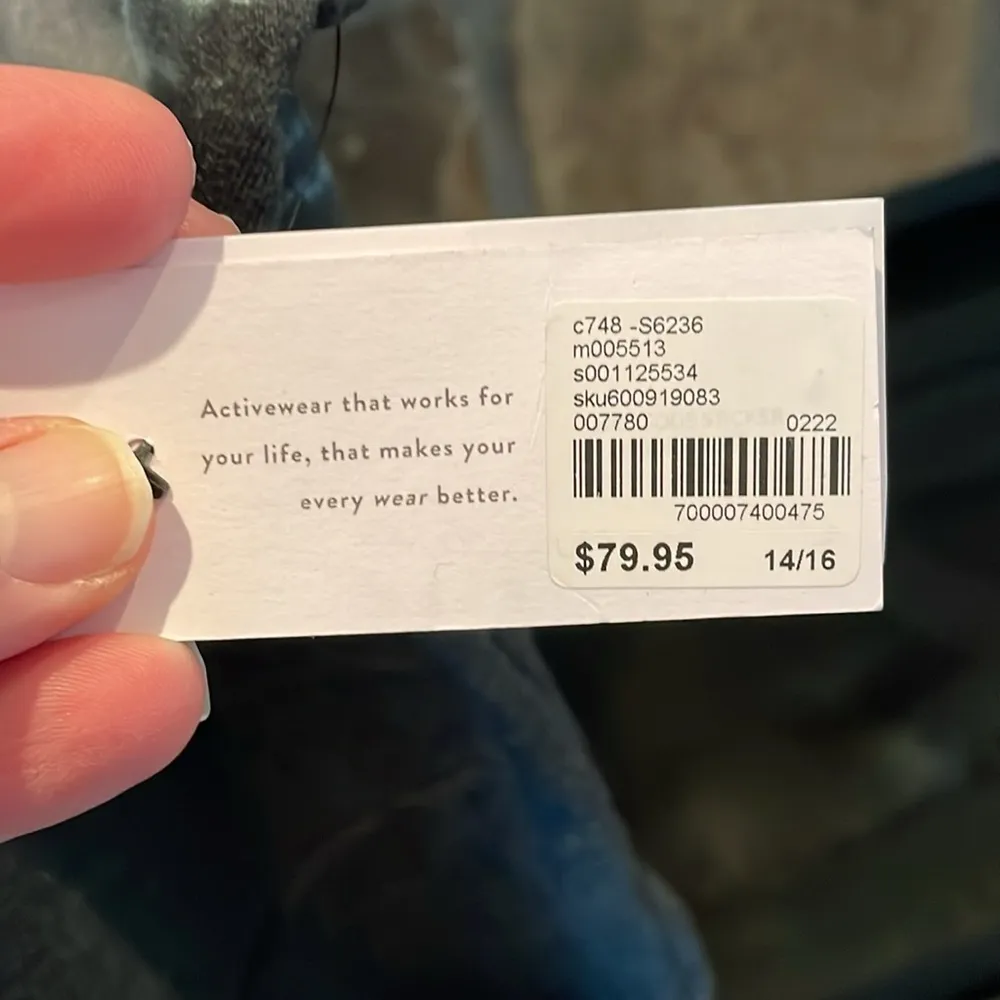 Activewear that works for
your life, that makes your
every wear better.
c748 -S6236
m005513
s001125534
sku600919083
007780 0222
700007400475
$79.95 14/16